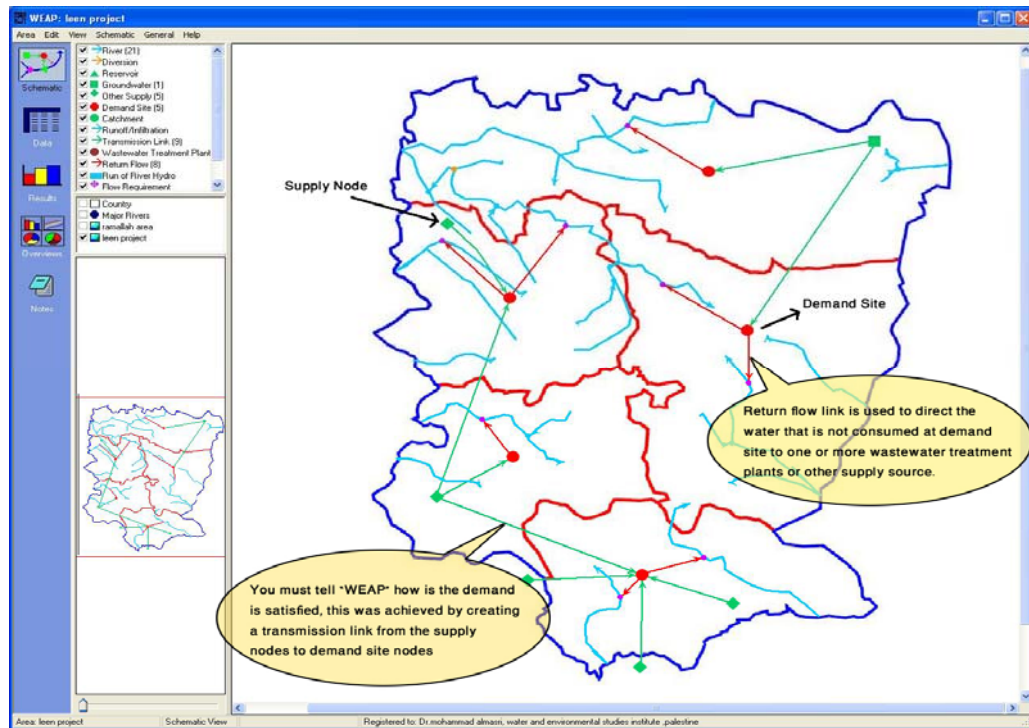 WEAP: leen project
Area Edit View Schematic General Help
Schematic
Data
Results
Overviews
Notes
River (21)
Diversion
Reservoir
Groundwater (1)
Other Supply (5)
Demand Site (5)
Catchment
Runoff/Infiltration
Transmission Link (9)
Wastewater Treatment Plant
Return Flow (8)
Run of River Hydro
Flow Requirement
Country
Major Rivers
ramallah area
leen project
Supply Node
Demand Site
Return flow link is used to direct the
water that is not consumed at demand
site to one or more wastewater treatment
plants or other supply source.
You must tell "WEAP" how is the demand
is satisfied, this was achieved by creating
a transmission link from the supply
nodes to demand site nodes
Area: leen project Schematic View Registered to: Dr.mohammad almasri, water and environmental studies institute ,palestine